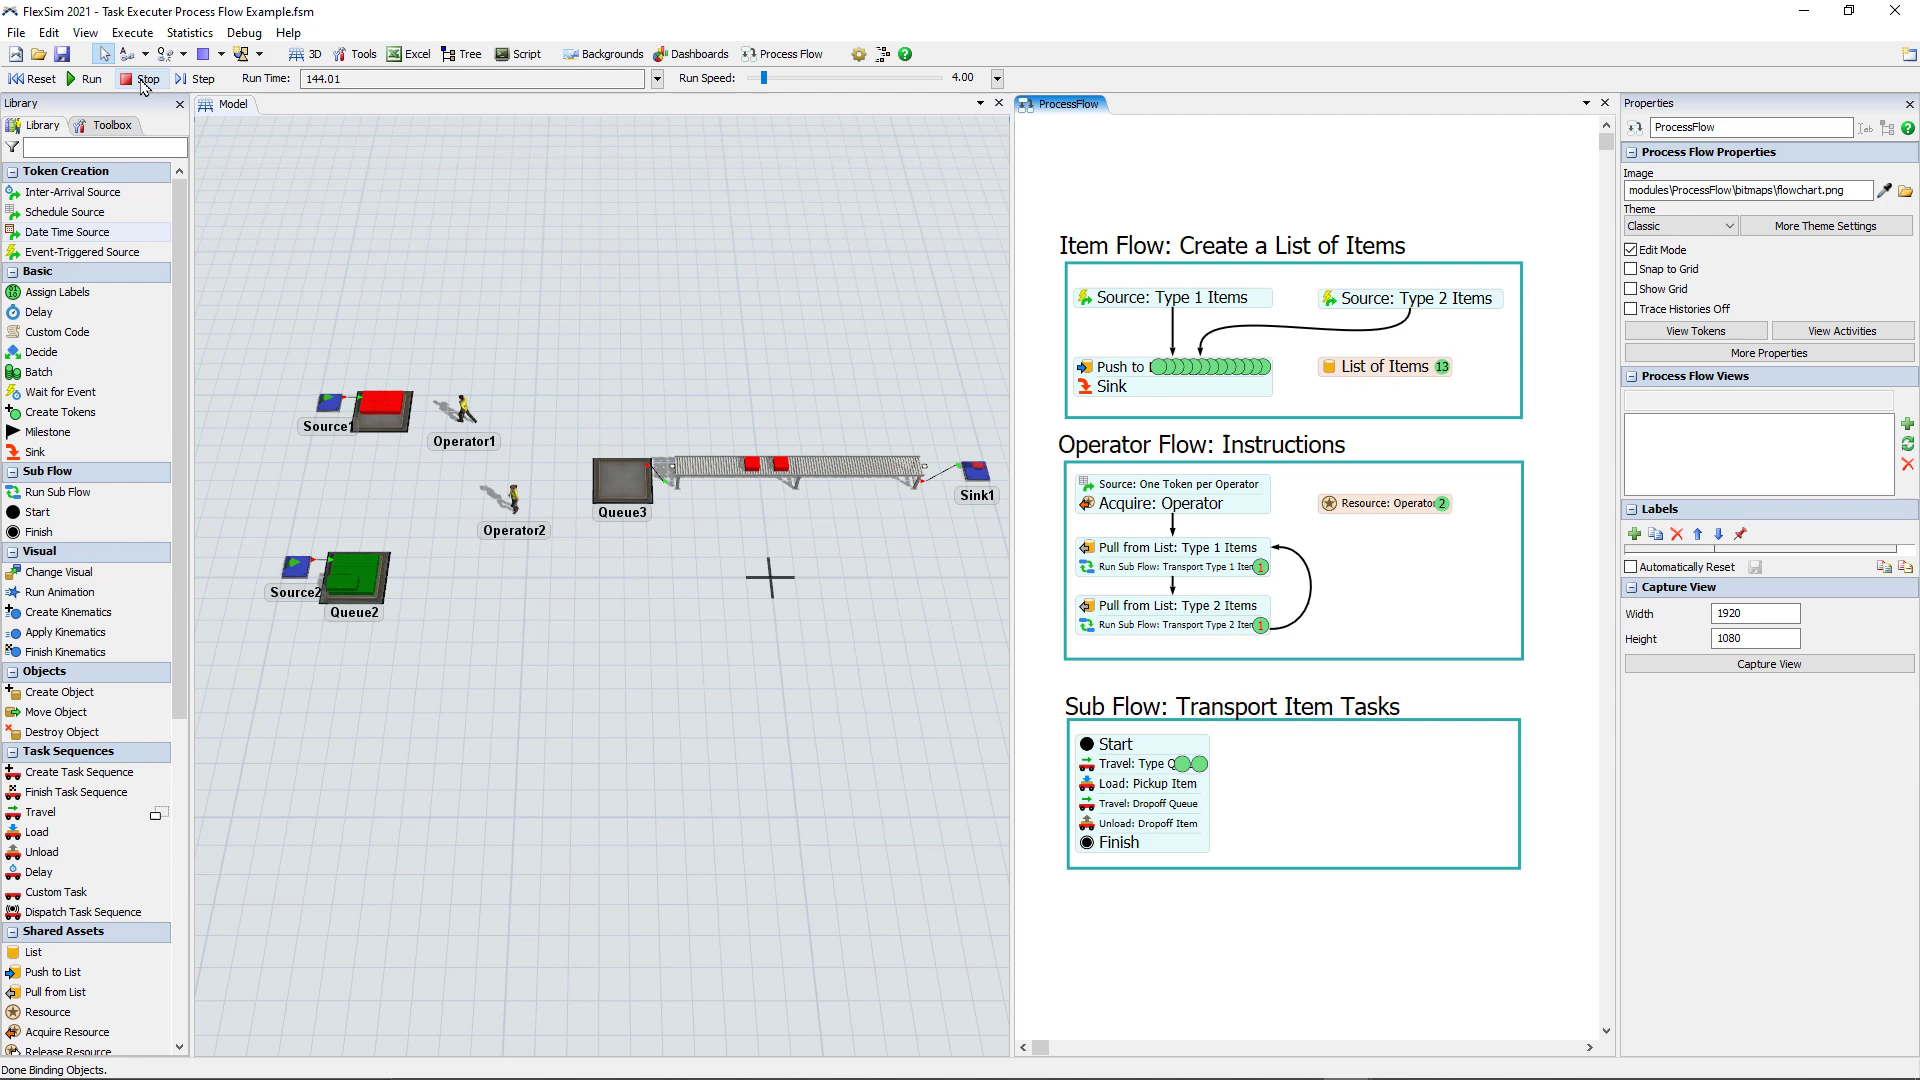 FlexSim 2021 - Task Executer Process Flow Example.fsm
File Edit View Execute Statistics Debug Help
3D Tools Excel Tree Script Backgrounds Dashboards Process Flow
Reset Run Stop Step Run Time: 144.01 Run Speed: 4.00
Library
Library Toolbox
Token Creation
Inter-Arrival Source
Schedule Source
Date Time Source
Event-Triggered Source
Basic
Assign Labels
Delay
Custom Code
Decide
Batch
Wait for Event
Create Tokens
Milestone
Sink
Sub Flow
Run Sub Flow
Start
Finish
Visual
Change Visual
Run Animation
Create Kinematics
Apply Kinematics
Finish Kinematics
Objects
Create Object
Move Object
Destroy Object
Task Sequences
Create Task Sequence
Finish Task Sequence
Travel
Load
Unload
Delay
Custom Task
Dispatch Task Sequence
Shared Assets
List
Push to List
Pull from List
Resource
Acquire Resource
Release Resource
Done Binding Objects.
Model
Source1
Operator1
Queue3
Sink1
Operator2
Source2
Queue2
ProcessFlow
Item Flow: Create a List of Items
Source: Type 1 Items
Source: Type 2 Items
Push to
List of Items 13
Sink
Operator Flow: Instructions
Source: One Token per Operator
Acquire: Operator
Resource: Operator 2
Pull from List: Type 1 Items
Run Sub Flow: Transport Type 1 Iter 1
Pull from List: Type 2 Items
Run Sub Flow: Transport Type 2 Iter 1
Sub Flow: Transport Item Tasks
Start
Travel: Type Q
Load: Pickup Item
Travel: Dropoff Queue
Unload: Dropoff Item
Finish
Properties
ProcessFlow
Process Flow Properties
Image
modules\ProcessFlow\bitmaps\flowchart.png
Theme
Classic More Theme Settings
Edit Mode
Snap to Grid
Show Grid
Trace Histories Off
View Tokens View Activities
More Properties
Process Flow Views
Labels
Automatically Reset
Capture View
Width 1920
Height 1080
Capture View